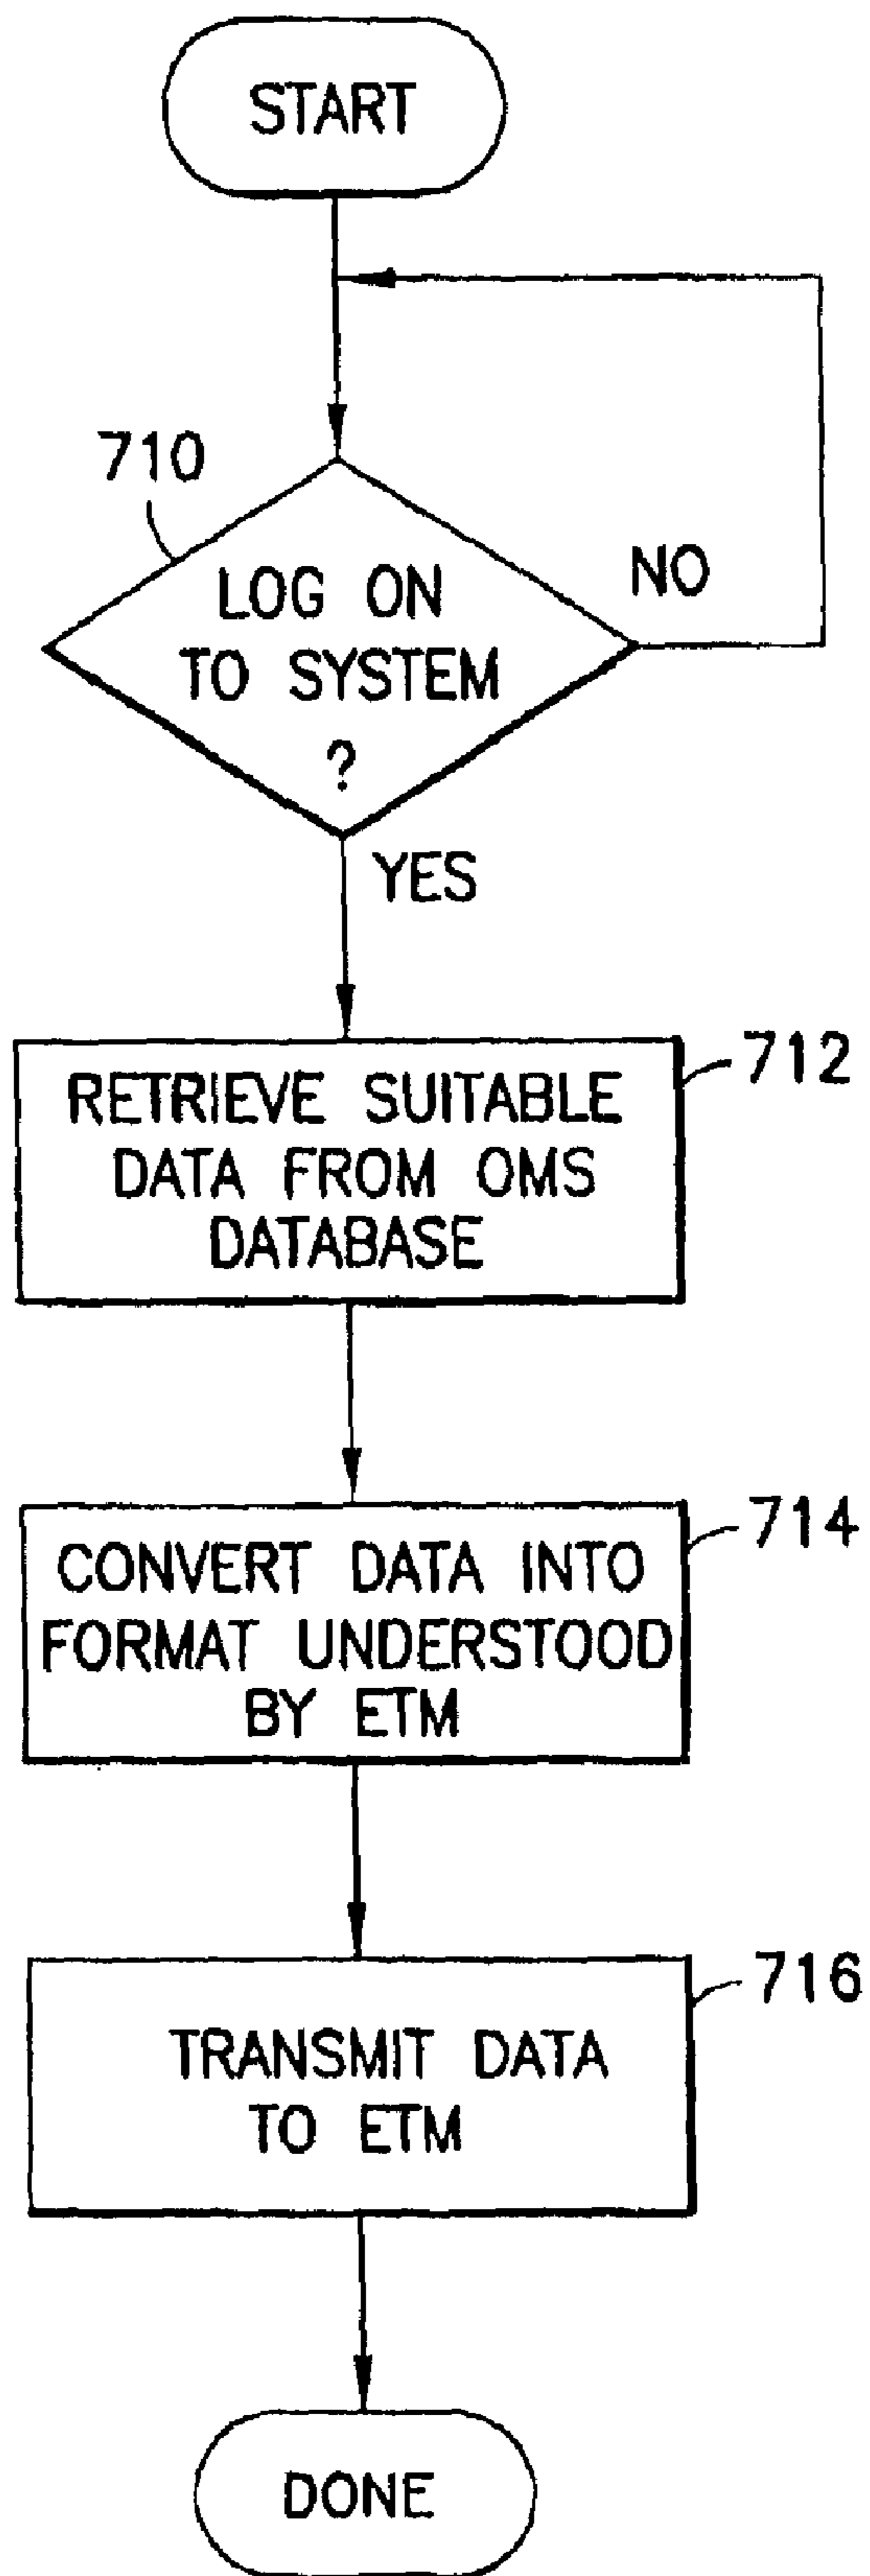 START
710
LOG ON
TO SYSTEM
?
NO
YES
712
RETRIEVE SUITABLE
DATA FROM OMS
DATABASE
714
CONVERT DATA INTO
FORMAT UNDERSTOOD
BY ETM
716
TRANSMIT DATA
TO ETM
DONE